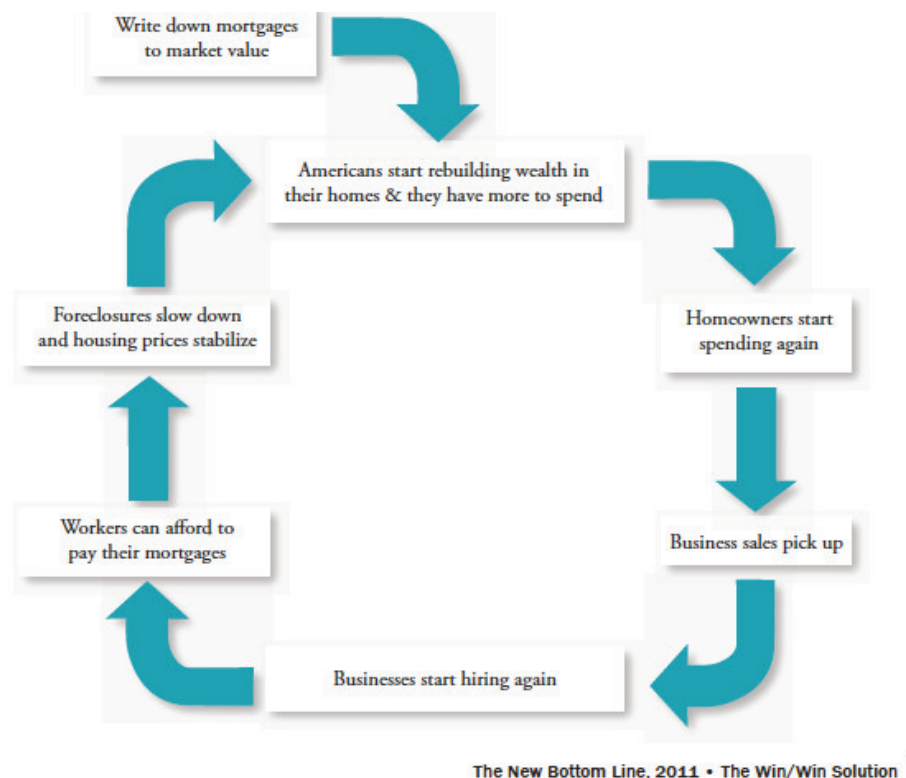 Write down mortgages
to market value
Americans start rebuilding wealth in
their homes & they have more to spend
Homeowners start
spending again
Business sales pick up
Businesses start hiring again
Workers can afford to
pay their mortgages
Foreclosures slow down
and housing prices stabilize
The New Bottom Line, 2011 • The Win/Win Solution